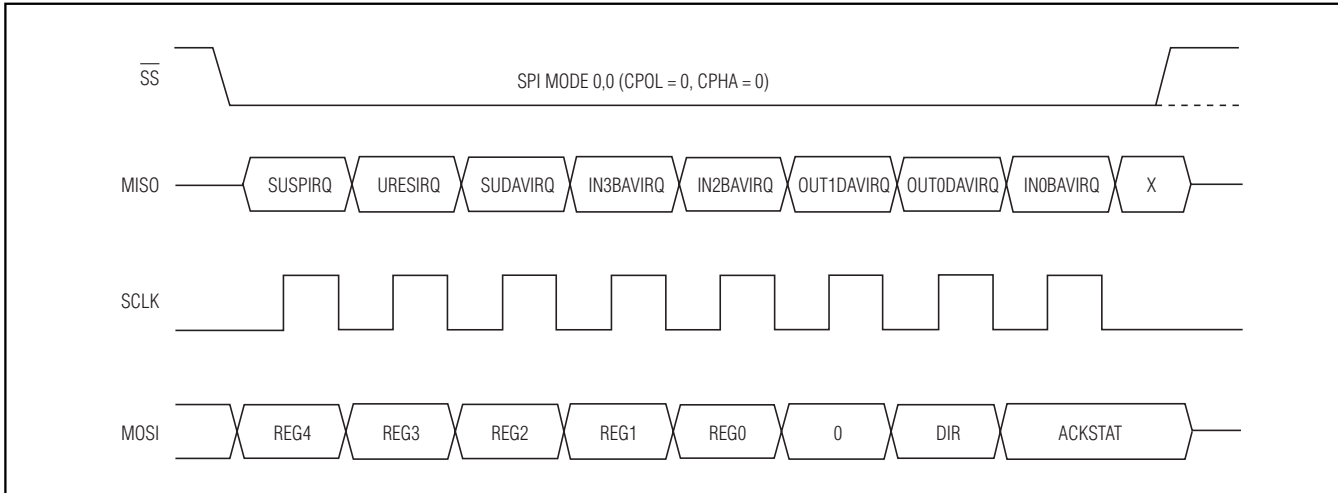 SS
SPI MODE 0,0 (CPOL = 0, CPHA = 0)
MISO SUSPIRQ URESIRQ SUDAVIRQ IN3BAVIRQ IN2BAVIRQ OUT1DAVIRQ OUT0DAVIRQ IN0BAVIRQ X
SCLK
MOSI REG4 REG3 REG2 REG1 REG0 0 DIR ACKSTAT